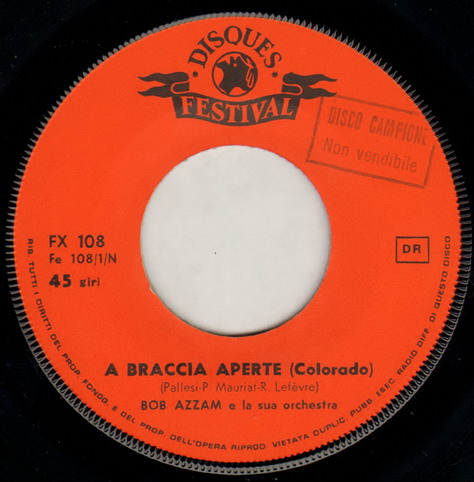 · DISQUES ·
FESTIVAL
DISCO CAMPIONE
Non vendibile
FX 108
Fe 108/1/N
45 giri
DR
A BRACCIA APERTE (Colorado)
(Pallesi-P. Mauriat-R. Lefèvre)
BOB AZZAM e la sua orchestra
RIS. TUTTI I DIRITTI DEL PROP. FONOG. E DEL PROP. DELL'OPERA RIPROD. VIETATA DUPLIC. PUBB. ESEC. RADIO DIFF. DI QUESTO DISCO